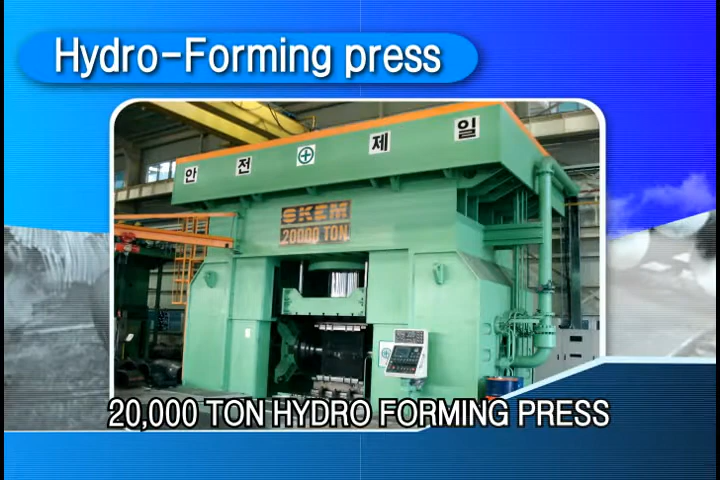 Hydro-Forming press
안전 제일
SKEM
20000 TON
20,000 TON HYDRO FORMING PRESS